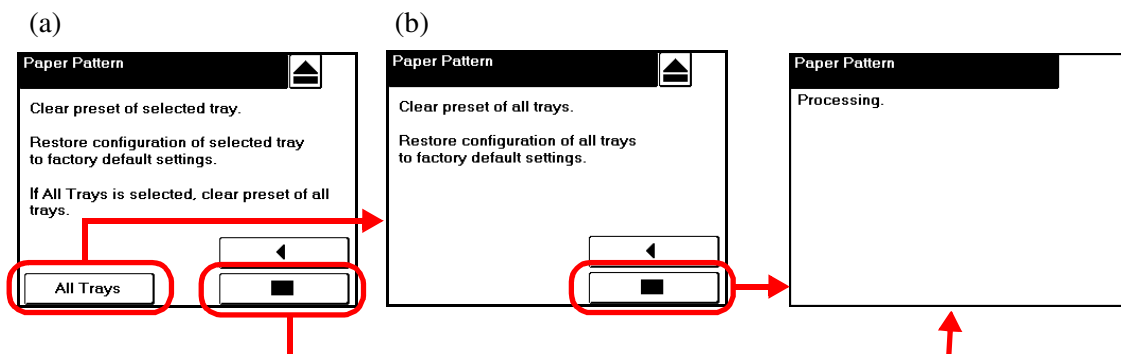 (a)
Paper Pattern
Clear preset of selected tray.
Restore configuration of selected tray
to factory default settings.
If All Trays is selected, clear preset of all
trays.
All Trays
(b)
Paper Pattern
Clear preset of all trays.
Restore configuration of all trays
to factory default settings.
Paper Pattern
Processing.